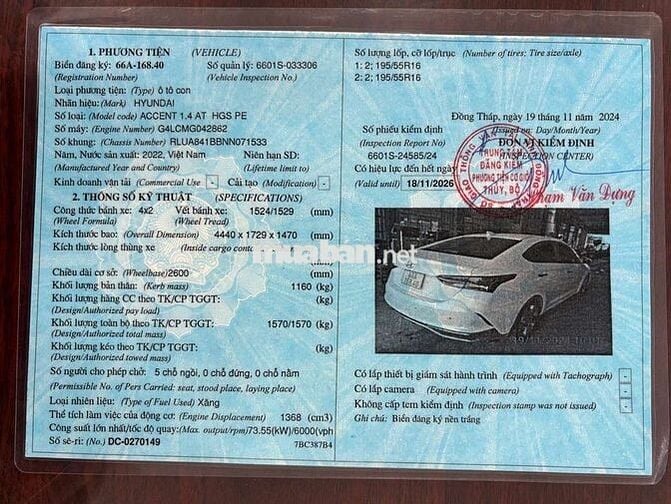 1. PHƯƠNG TIỆN (VEHICLE)
Biển đăng ký: 66A-168.40 Số quản lý: 6601S-033306
(Registration Number) (Vehicle Inspection No.)
Loại phương tiện: (Type) ô tô con
Nhãn hiệu: (Mark) HYUNDAI
Số loại: (Model code) ACCENT 1.4 AT HGS PE
Số máy: (Engine Number) G4LCMG042862
Số khung: (Chassis Number) RLUA841BBNN071533
Năm, Nước sản xuất: 2022, Việt Nam Niên hạn SD:
(Manufactured Year and Country) (Lifetime limit to)
Kinh doanh vận tải (Commercial Use) - Cải tạo (Modification) -
2. THÔNG SỐ KỸ THUẬT (SPECIFICATIONS)
Công thức bánh xe: 4x2 Vết bánh xe: 1524/1529 (mm)
(Wheel Formula) (Wheel Tread)
Kích thước bao: (Overall Dimension) 4440 x 1729 x 1470 (mm)
Kích thước lòng thùng xe (Inside cargo
(mm)
Chiều dài cơ sở: (Wheelbase) 2600 (mm)
Khối lượng bản thân: (Kerb mass) 1160 (kg)
Khối lượng hàng CC theo TK/CP TGGT: (kg)
(Design/Authorized pay load)
Khối lượng toàn bộ theo TK/CP TGGT: 1570/1570 (kg)
(Design/Authorized total mass)
Khối lượng kéo theo TK/CP TGGT: (kg)
(Design/Authorized towed mass)
Số người cho phép chở: 5 chỗ ngồi, 0 chỗ đứng, 0 chỗ nằm
(Permissible No. of Pers Carried: seat, stood place, laying place)
Loại nhiên liệu: (Type of Fuel Used) Xăng
Thể tích làm việc của động cơ: (Engine Displacement) 1368 (cm3)
Công suất lớn nhất/tốc độ quay: (Max. output/rpm) 73.55(kW)/6000(vph
Số sê-ri: (No.) DC-0270149 7BC387B4
Số lượng lốp, cỡ lốp/trục (Number of tires; Tire size/axle)
1: 2; 195/55R16
2: 2; 195/55R16
Đồng Tháp, ngày 19 tháng 11 năm 2024
Số phiếu kiểm định (Issued on: Day/Month/Year)
(Inspection Report No) ĐƠN VỊ KIỂM ĐỊNH
6601S-24585/24 (INSPECTION CENTER)
Có hiệu lực đến hết ngày
(Valid until) 18/11/2026
TRUNG TÂM
ĐĂNG KIỂM
PHƯƠNG TIỆN CƠ GIỚI
THỦY, BỘ
Phạm Văn Dựng
muaban.net
Có lắp thiết bị giám sát hành trình (Equipped with Tachograph) -
Có lắp camera (Equipped with camera) -
Không cấp tem kiểm định (Inspection stamp was not issued) -
Ghi chú: Biển đăng ký nền trắng